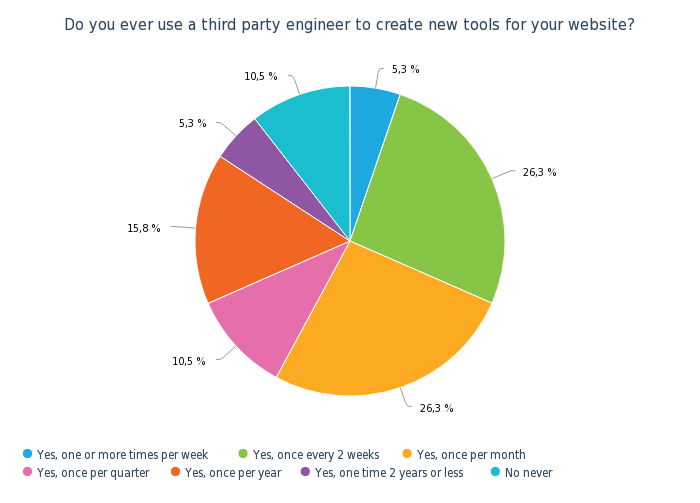 Do you ever use a third party engineer to create new tools for your website?
5,3 %
10,5 %
5,3 %
26,3 %
15,8 %
10,5 %
26,3 %
Yes, one or more times per week
Yes, once every 2 weeks
Yes, once per month
Yes, once per quarter
Yes, once per year
Yes, one time 2 years or less
No never